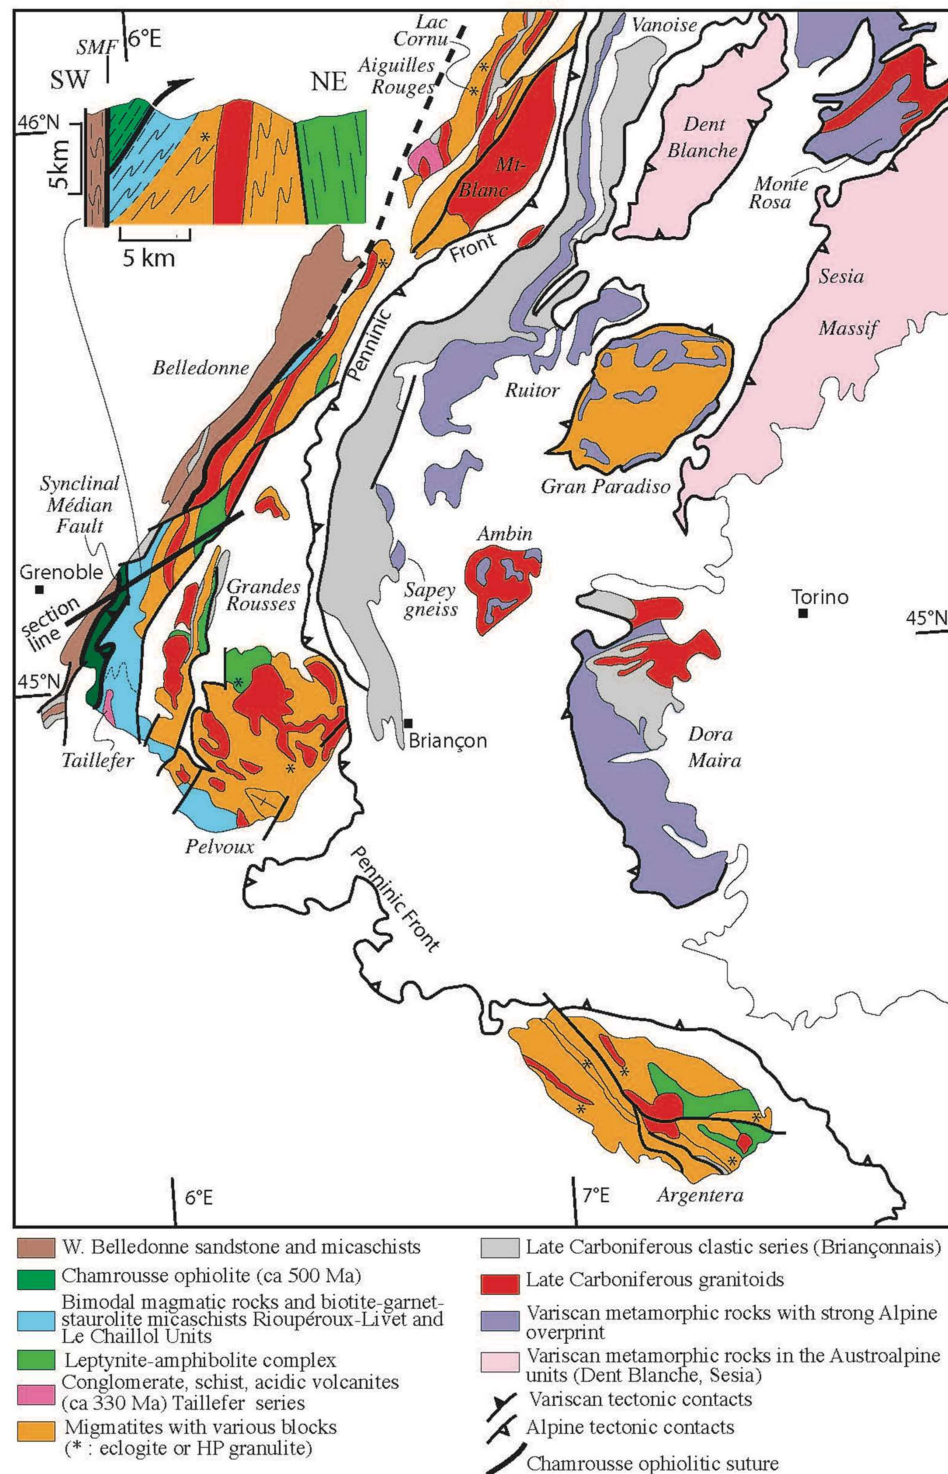 6°E
SMF
SW
NE
46°N
5km
5 km
Lac
Cornu
Aiguilles
Rouges
Mt-
Blanc
Vanoise
Dent
Blanche
Monte
Rosa
Front
Penninic
Sesia
Massif
Belledonne
Ruitor
Gran Paradiso
Synclinal
Médian
Fault
Grenoble
section
line
Grandes
Rousses
Sapey
gneiss
Ambin
Torino
45°N
45°N
Taillefer
Briançon
Dora
Maira
Pelvoux
Penninic Front
Argentera
6°E
7°E
W. Belledonne sandstone and micaschists
Chamrousse ophiolite (ca 500 Ma)
Bimodal magmatic rocks and biotite-garnet-
staurolite micaschists Rioupéroux-Livet and
Le Chaillol Units
Leptynite-amphibolite complex
Conglomerate, schist, acidic volcanites
(ca 330 Ma) Taillefer series
Migmatites with various blocks
(* : eclogite or HP granulite)
Late Carboniferous clastic series (Briançonnais)
Late Carboniferous granitoids
Variscan metamorphic rocks with strong Alpine
overprint
Variscan metamorphic rocks in the Austroalpine
units (Dent Blanche, Sesia)
Variscan tectonic contacts
Alpine tectonic contacts
Chamrousse ophiolitic suture